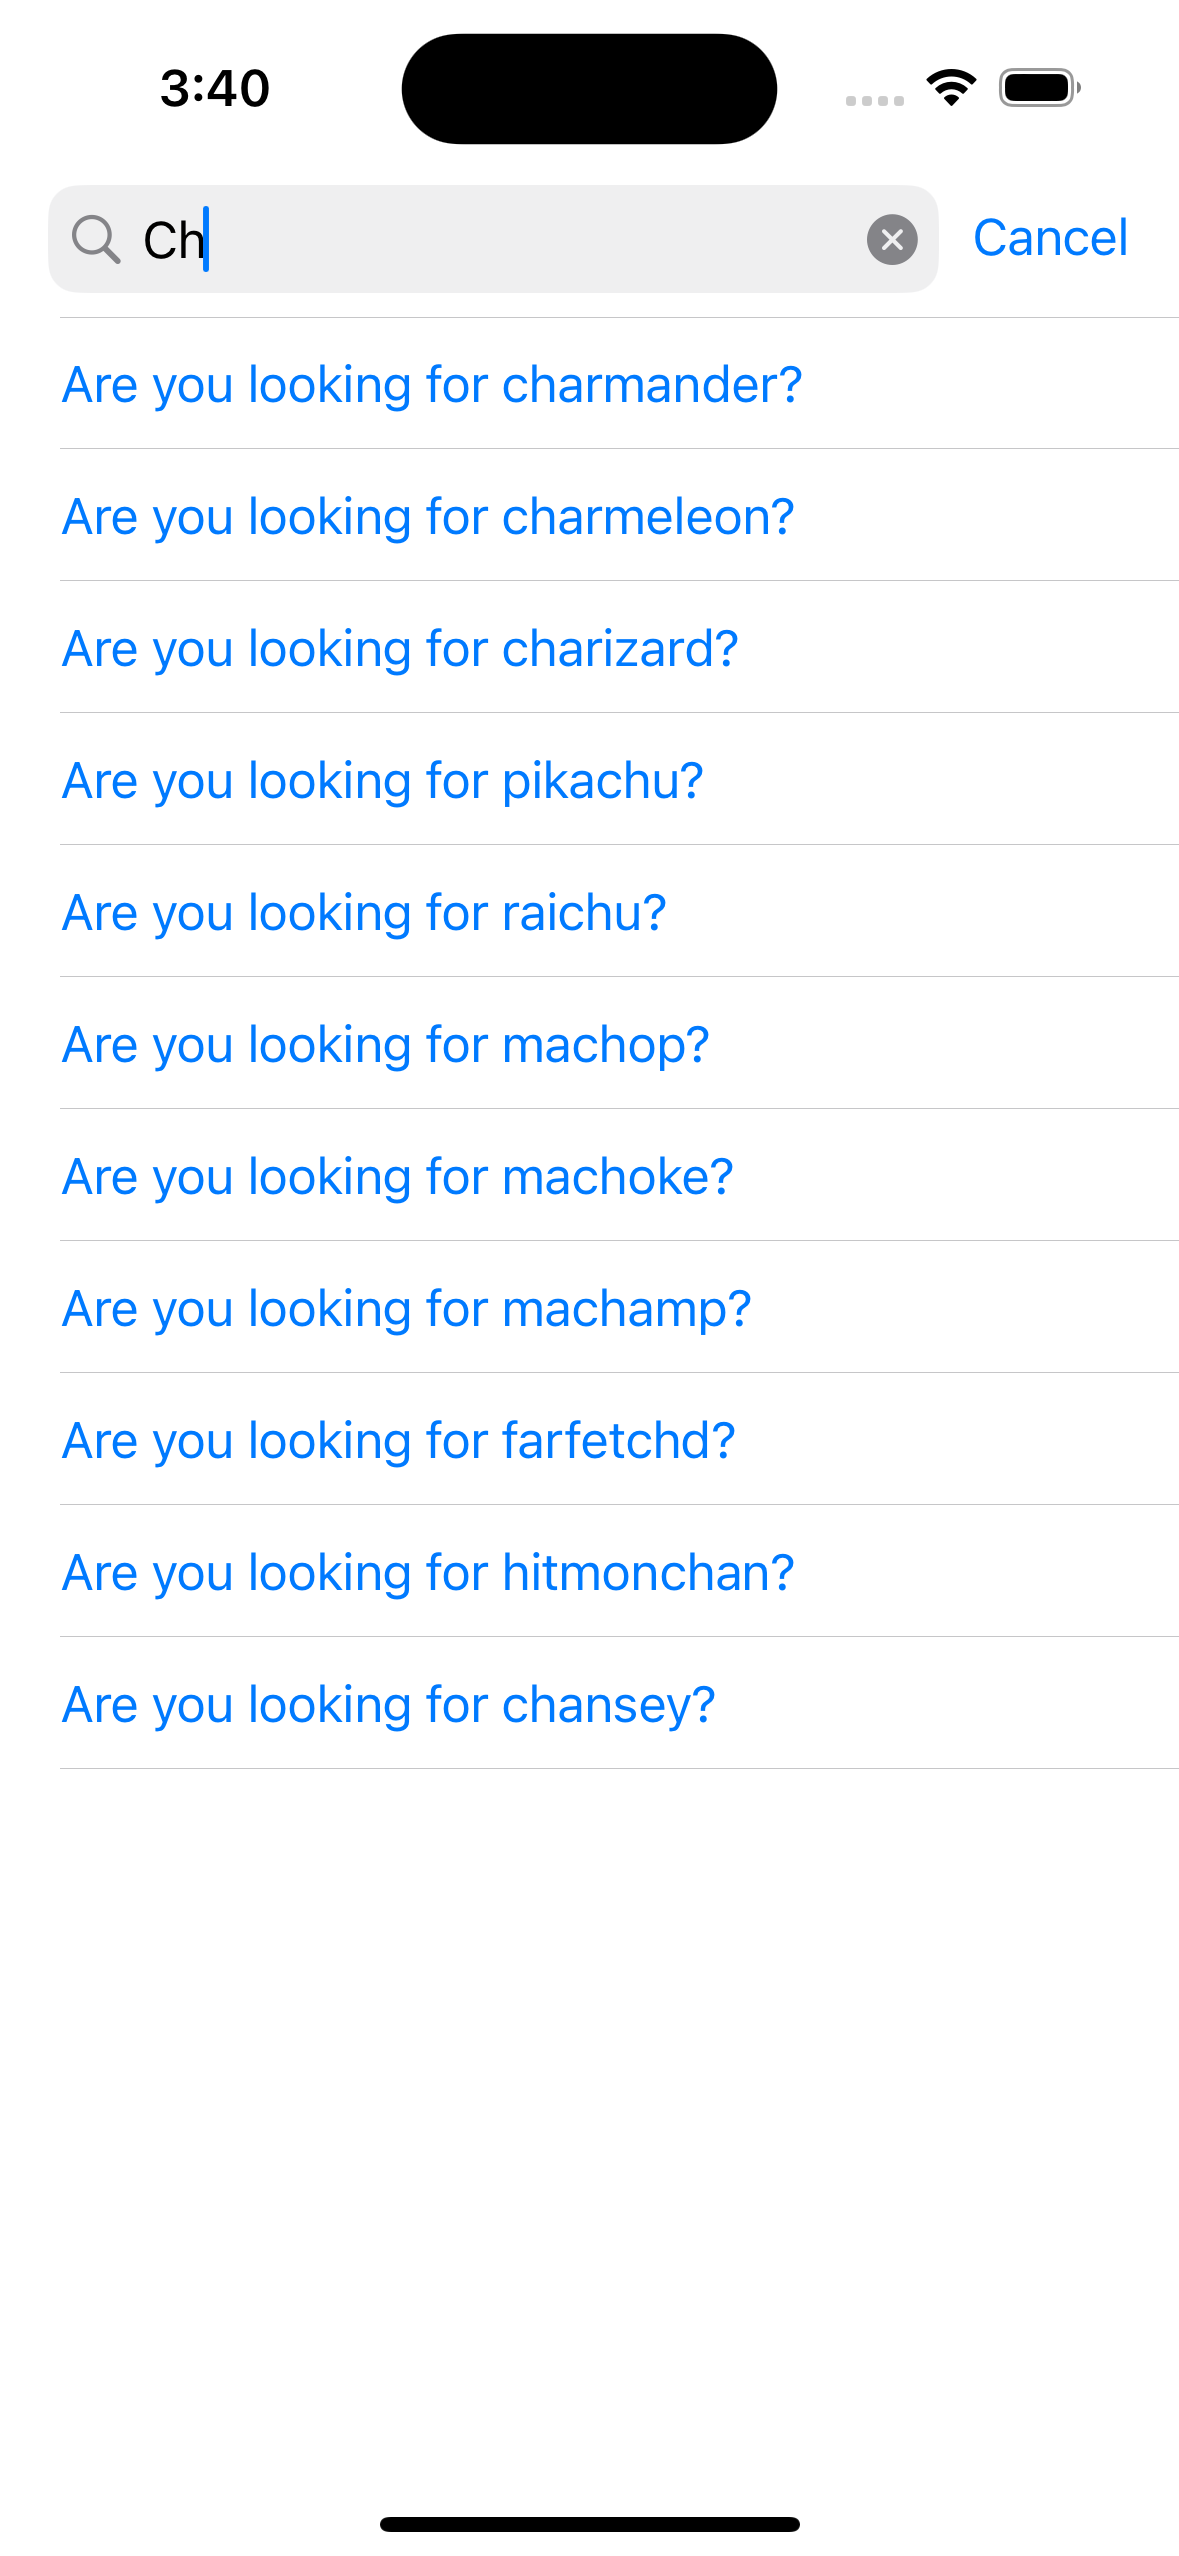 3:40
Ch
Cancel
Are you looking for charmander?
Are you looking for charmeleon?
Are you looking for charizard?
Are you looking for pikachu?
Are you looking for raichu?
Are you looking for machop?
Are you looking for machoke?
Are you looking for machamp?
Are you looking for farfetchd?
Are you looking for hitmonchan?
Are you looking for chansey?